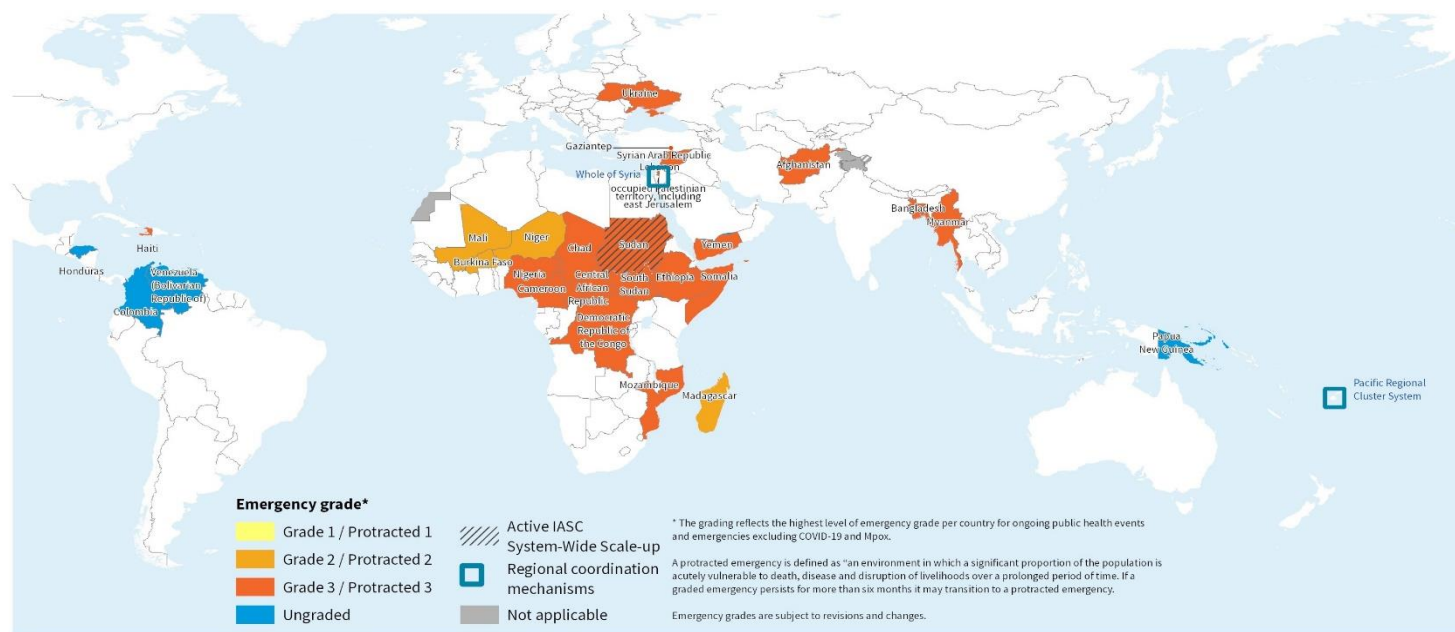 Ukraine
Gaziantep
Syrian Arab Republic
Lebanon
Whole of Syria
occupied Palestinian
territory, including
east Jerusalem
Afghanistan
Bangladesh
Myanmar
Haiti
Honduras
Venezuela
(Bolivarian
Republic of)
Colombia
Mali
Niger
Chad
Sudan
Yemen
Burkina Faso
Nigeria
Cameroon
Central
African
Republic
South
Sudan
Ethiopia
Somalia
Democratic
Republic of
the Congo
Mozambique
Madagascar
Papua
New Guinea
Pacific Regional
Cluster System
Emergency grade*
Grade 1 / Protracted 1
Grade 2 / Protracted 2
Grade 3 / Protracted 3
Ungraded
Active IASC
System-Wide Scale-up
Regional coordination
mechanisms
Not applicable
* The grading reflects the highest level of emergency grade per country for ongoing public health events
and emergencies excluding COVID-19 and Mpox.
A protracted emergency is defined as "an environment in which a significant proportion of the population is
acutely vulnerable to death, disease and disruption of livelihoods over a prolonged period of time. If a
graded emergency persists for more than six months it may transition to a protracted emergency.
Emergency grades are subject to revisions and changes.